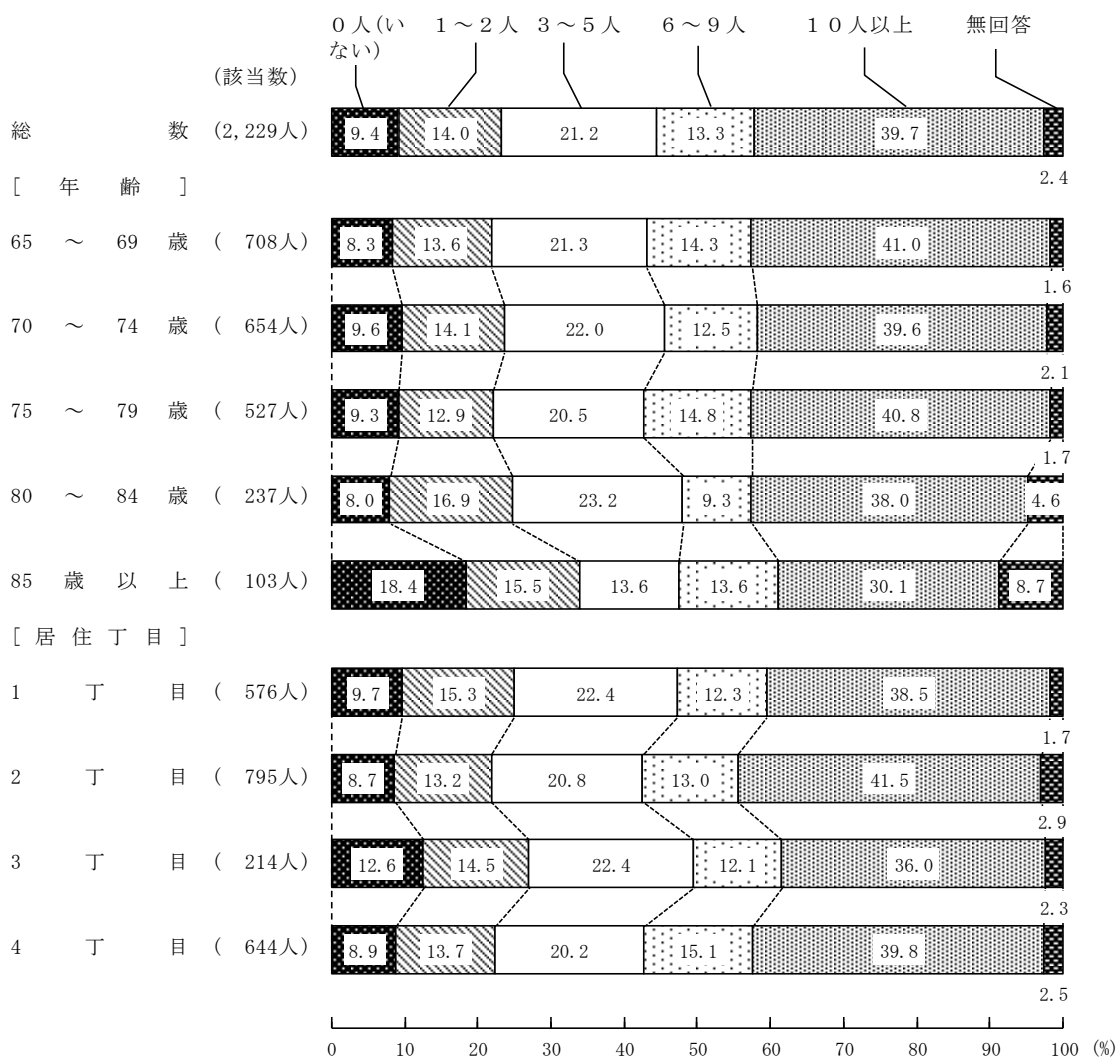 ０人(い 1～2人 3～5人 6～9人 １０人以上 無回答
ない)
(該当数)
総数 (2,229人) 9.4 14.0 21.2 13.3 39.7
2.4
[年齢]
65～69歳 (708人) 8.3 13.6 21.3 14.3 41.0
1.6
70～74歳 (654人) 9.6 14.1 22.0 12.5 39.6
2.1
75～79歳 (527人) 9.3 12.9 20.5 14.8 40.8
1.7
80～84歳 (237人) 8.0 16.9 23.2 9.3 38.0 4.6
85歳以上 (103人) 18.4 15.5 13.6 13.6 30.1 8.7
[居住丁目]
1丁目 (576人) 9.7 15.3 22.4 12.3 38.5
1.7
2丁目 (795人) 8.7 13.2 20.8 13.0 41.5
2.9
3丁目 (214人) 12.6 14.5 22.4 12.1 36.0
2.3
4丁目 (644人) 8.9 13.7 20.2 15.1 39.8
2.5
0 10 20 30 40 50 60 70 80 90 100 (%)